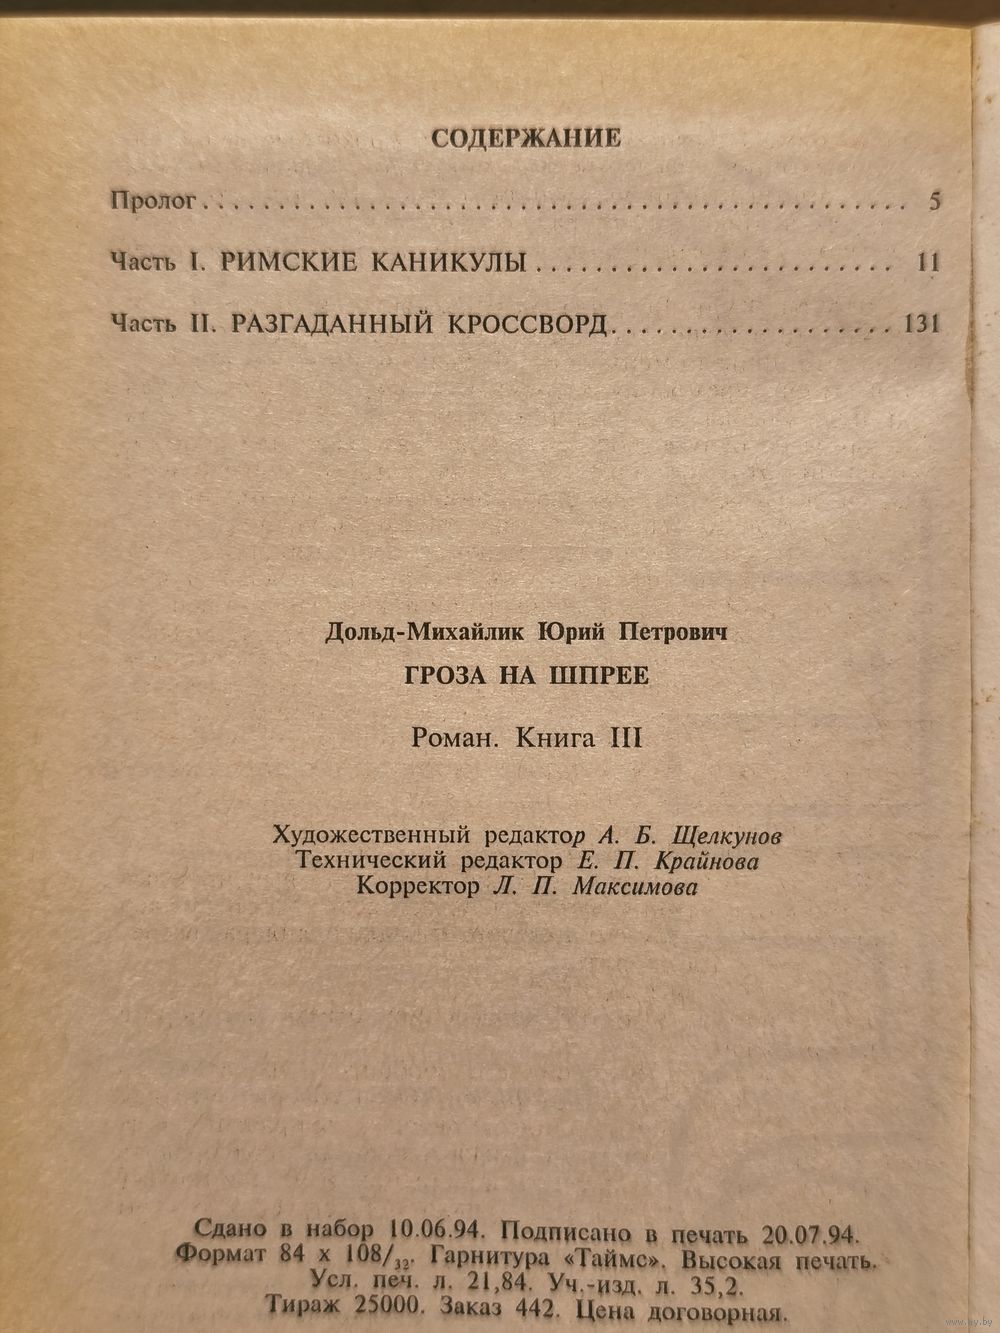 СОДЕРЖАНИЕ
Пролог . . . . . . . . . . . . . . . . . . . . . . . . . . . . . . . . . . . . . . . . . . . . . . 5
Часть I. РИМСКИЕ КАНИКУЛЫ . . . . . . . . . . . . . . . . . . . . . . . . 11
Часть II. РАЗГАДАННЫЙ КРОССВОРД. . . . . . . . . . . . . . . . . . . 131
Дольд-Михайлик Юрий Петрович
ГРОЗА НА ШПРЕЕ
Роман. Книга III
Художественный редактор А. Б. Щелкунов
Технический редактор Е. П. Крайнова
Корректор Л. П. Максимова
Сдано в набор 10.06.94. Подписано в печать 20.07.94.
Формат 84 х 108/32. Гарнитура «Таймс». Высокая печать.
Усл. печ. л. 21,84. Уч.-изд. л. 35,2.
Тираж 25000. Заказ 442. Цена договорная.
www.ay.by